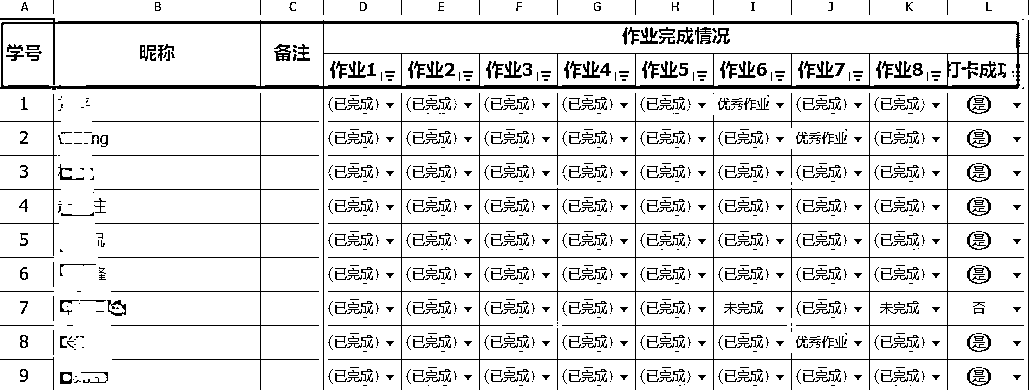 A B C D E F G H I J K L
学号 昵称 备注 作业完成情况
作业1 作业2 作业3 作业4 作业5 作业6 作业7 作业8 打卡成功
1 (已完成) (已完成) (已完成) (已完成) (已完成) 优秀作业 (已完成) (已完成) (是)
2 ng (已完成) (已完成) (已完成) (已完成) (已完成) (已完成) 优秀作业 (已完成) (是)
3 (已完成) (已完成) (已完成) (已完成) (已完成) (已完成) (已完成) (已完成) (是)
4 主 (已完成) (已完成) (已完成) (已完成) (已完成) (已完成) (已完成) (已完成) (是)
5 (已完成) (已完成) (已完成) (已完成) (已完成) (已完成) (已完成) (已完成) (是)
6 隆 (已完成) (已完成) (已完成) (已完成) (已完成) (已完成) (已完成) (已完成) (是)
7 (已完成) (已完成) (已完成) (已完成) (已完成) 未完成 (已完成) 未完成 否
8 (已完成) (已完成) (已完成) (已完成) (已完成) (已完成) 优秀作业 (已完成) (是)
9 (已完成) (已完成) (已完成) (已完成) (已完成) (已完成) (已完成) (已完成) (是)